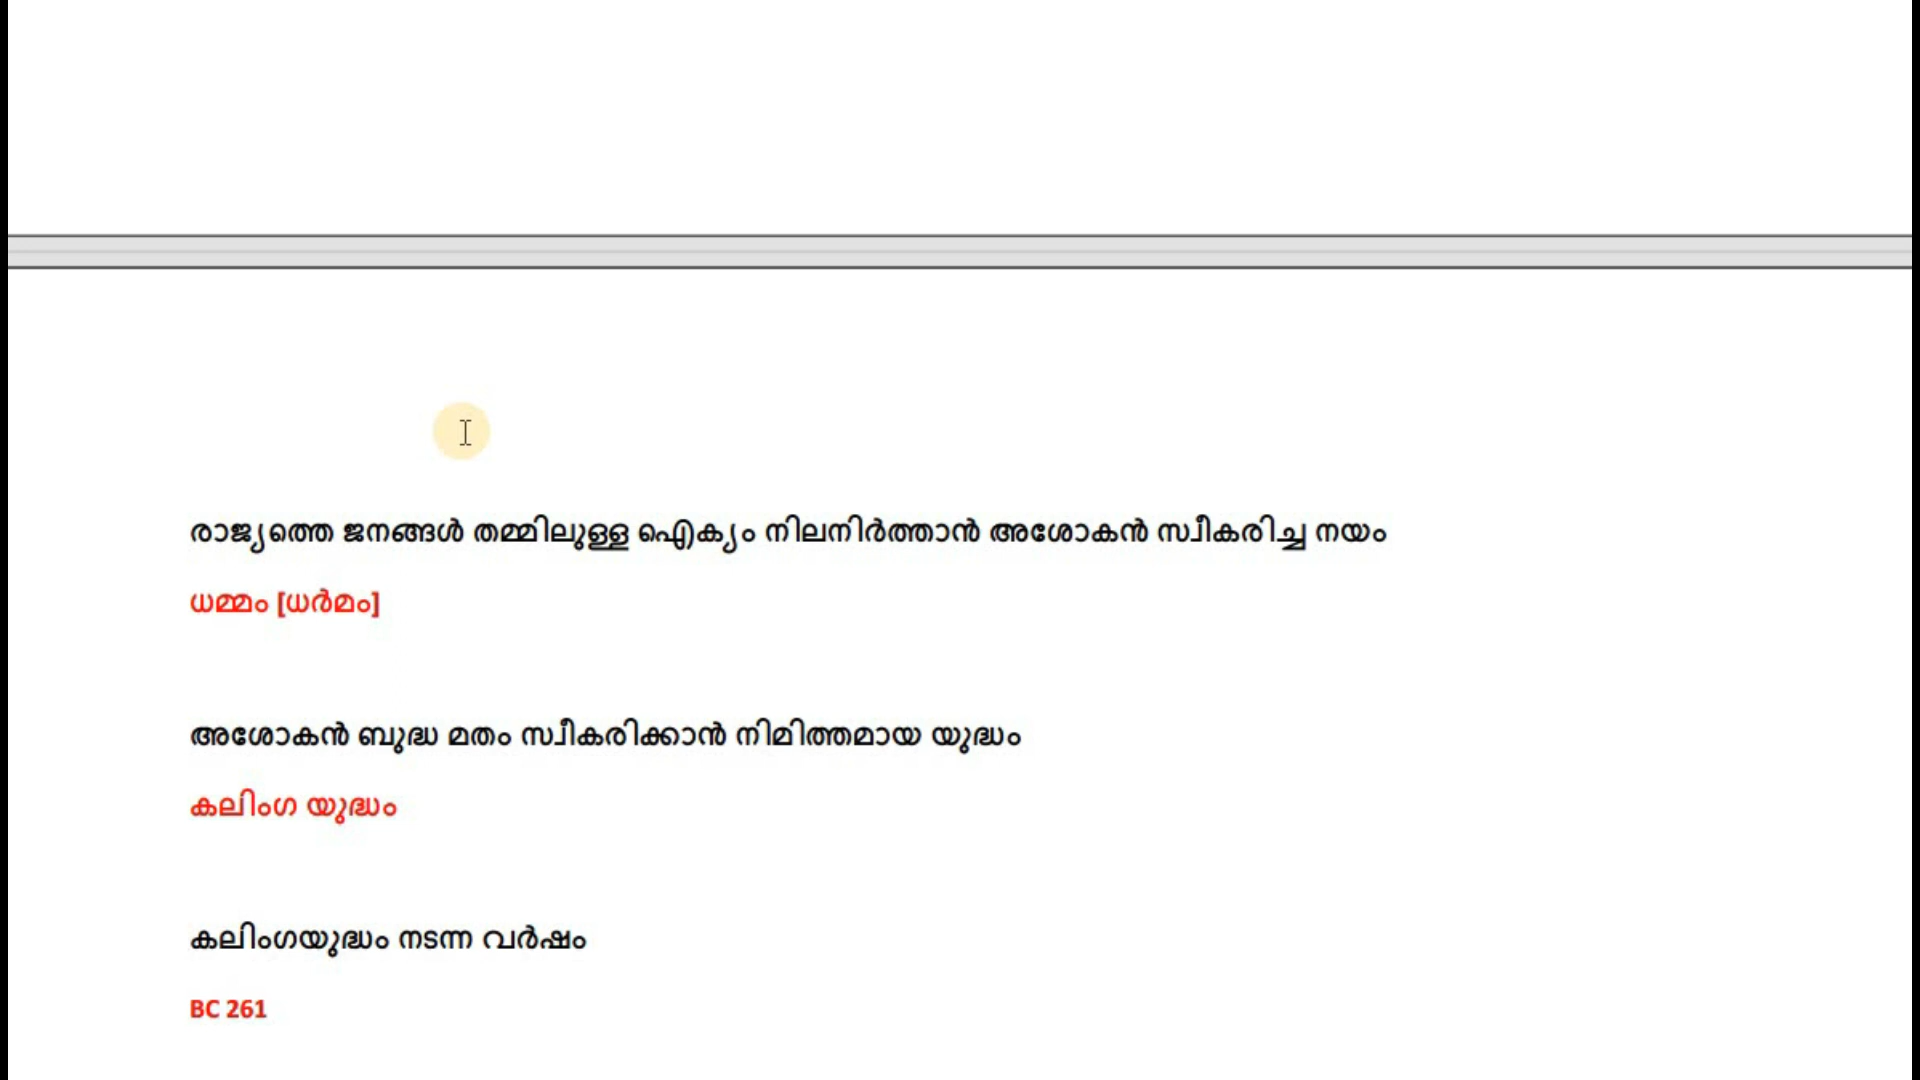 രാജ്യത്തെ ജനങ്ങൾ തമ്മിലുള്ള ഐക്യം നിലനിർത്താൻ അശോകൻ സ്വീകരിച്ച നയം
ധമ്മം [ധർമം]
അശോകൻ ബുദ്ധ മതം സ്വീകരിക്കാൻ നിമിത്തമായ യുദ്ധം
കലിംഗ യുദ്ധം
കലിംഗയുദ്ധം നടന്ന വർഷം
BC 261